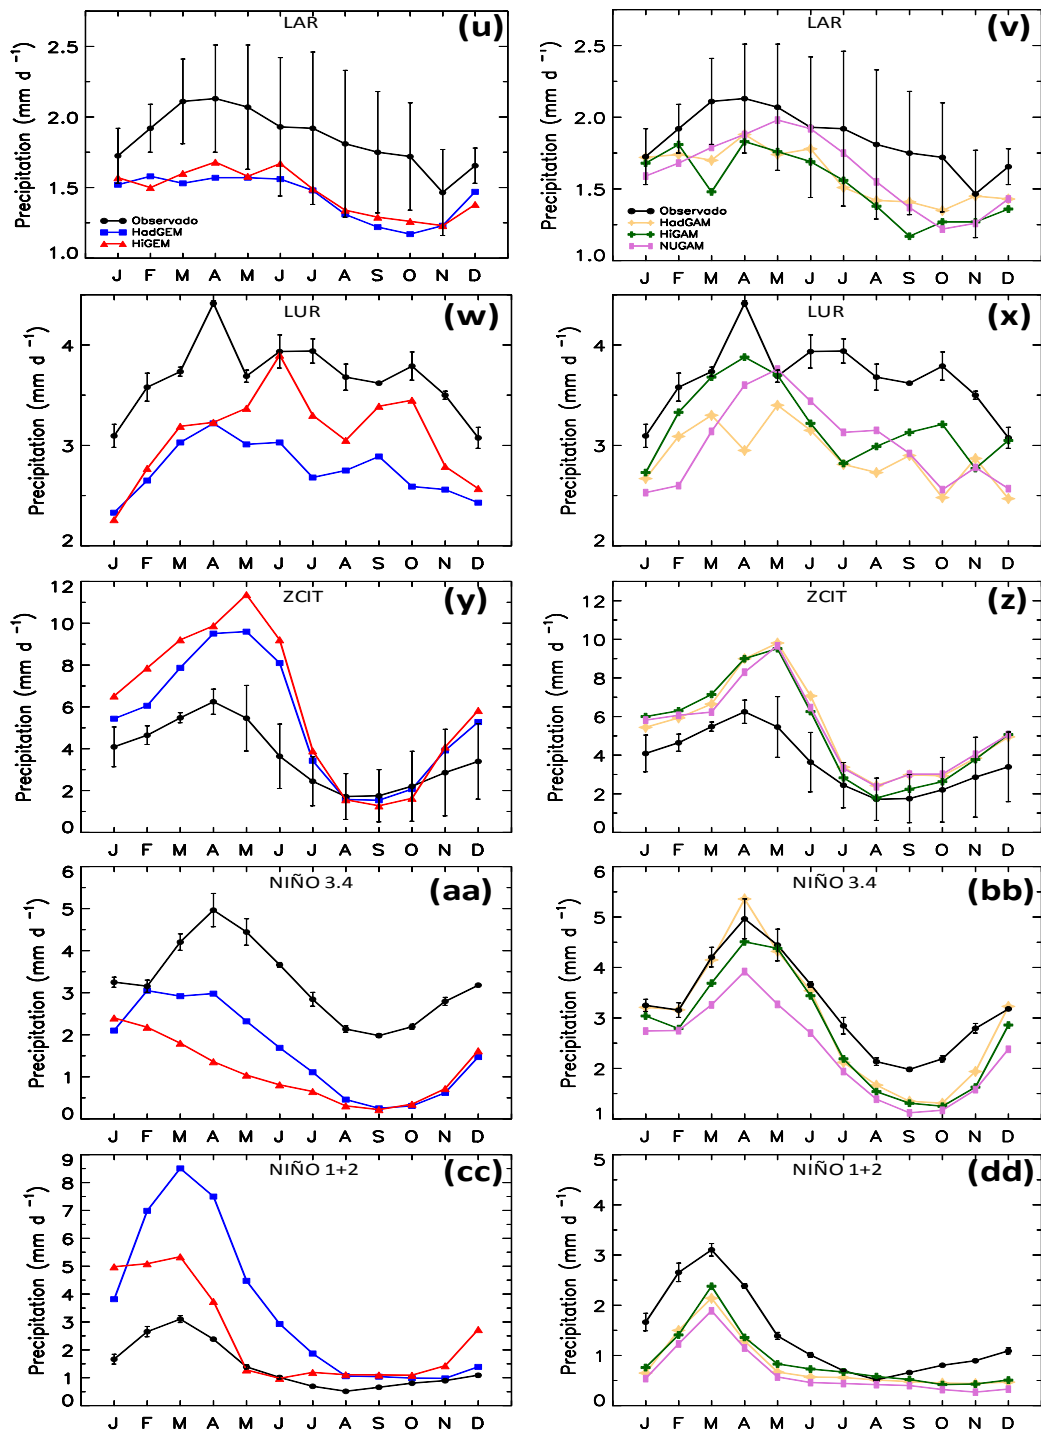 LAR
(u)
Precipitation (mm d⁻¹)
2.5
2.0
1.5
1.0
Observado
HadGEM
HiGEM
J F M A M J J A S O N D
LAR
(v)
Precipitation (mm d⁻¹)
2.5
2.0
1.5
1.0
Observado
HadGAM
HiGAM
NUGAM
J F M A M J J A S O N D
LUR
(w)
Precipitation (mm d⁻¹)
4
3
2
J F M A M J J A S O N D
LUR
(x)
Precipitation (mm d⁻¹)
4
3
2
J F M A M J J A S O N D
ZCIT
(y)
Precipitation (mm d⁻¹)
12
10
8
6
4
2
0
J F M A M J J A S O N D
ZCIT
(z)
Precipitation (mm d⁻¹)
12
10
8
6
4
2
0
J F M A M J J A S O N D
NIÑO 3.4
(aa)
Precipitation (mm d⁻¹)
6
5
4
3
2
1
0
J F M A M J J A S O N D
NIÑO 3.4
(bb)
Precipitation (mm d⁻¹)
6
5
4
3
2
1
J F M A M J J A S O N D
NIÑO 1+2
(cc)
Precipitation (mm d⁻¹)
9
8
7
6
5
4
3
2
1
0
J F M A M J J A S O N D
NIÑO 1+2
(dd)
Precipitation (mm d⁻¹)
5
4
3
2
1
0
J F M A M J J A S O N D